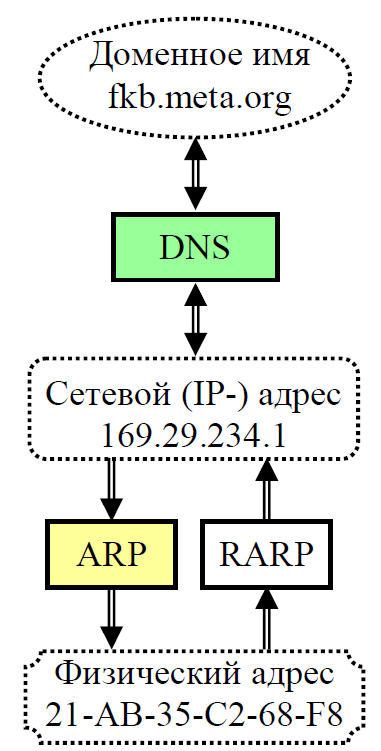 Доменное имя
fkb.meta.org
DNS
Сетевой (IP-) адрес
169.29.234.1
ARP
RARP
Физический адрес
21-AB-35-C2-68-F8